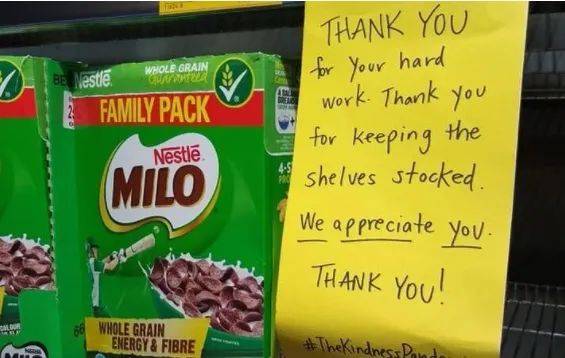 Nestlé.
WHOLE GRAIN
Guaranteed
FAMILY PACK
Nestlé
MILO
WHOLE GRAIN
ENERGY & FIBRE
THANK YOU
for your hard
work. Thank you
for keeping the
shelves stocked.
We appreciate you.
THANK YOU!